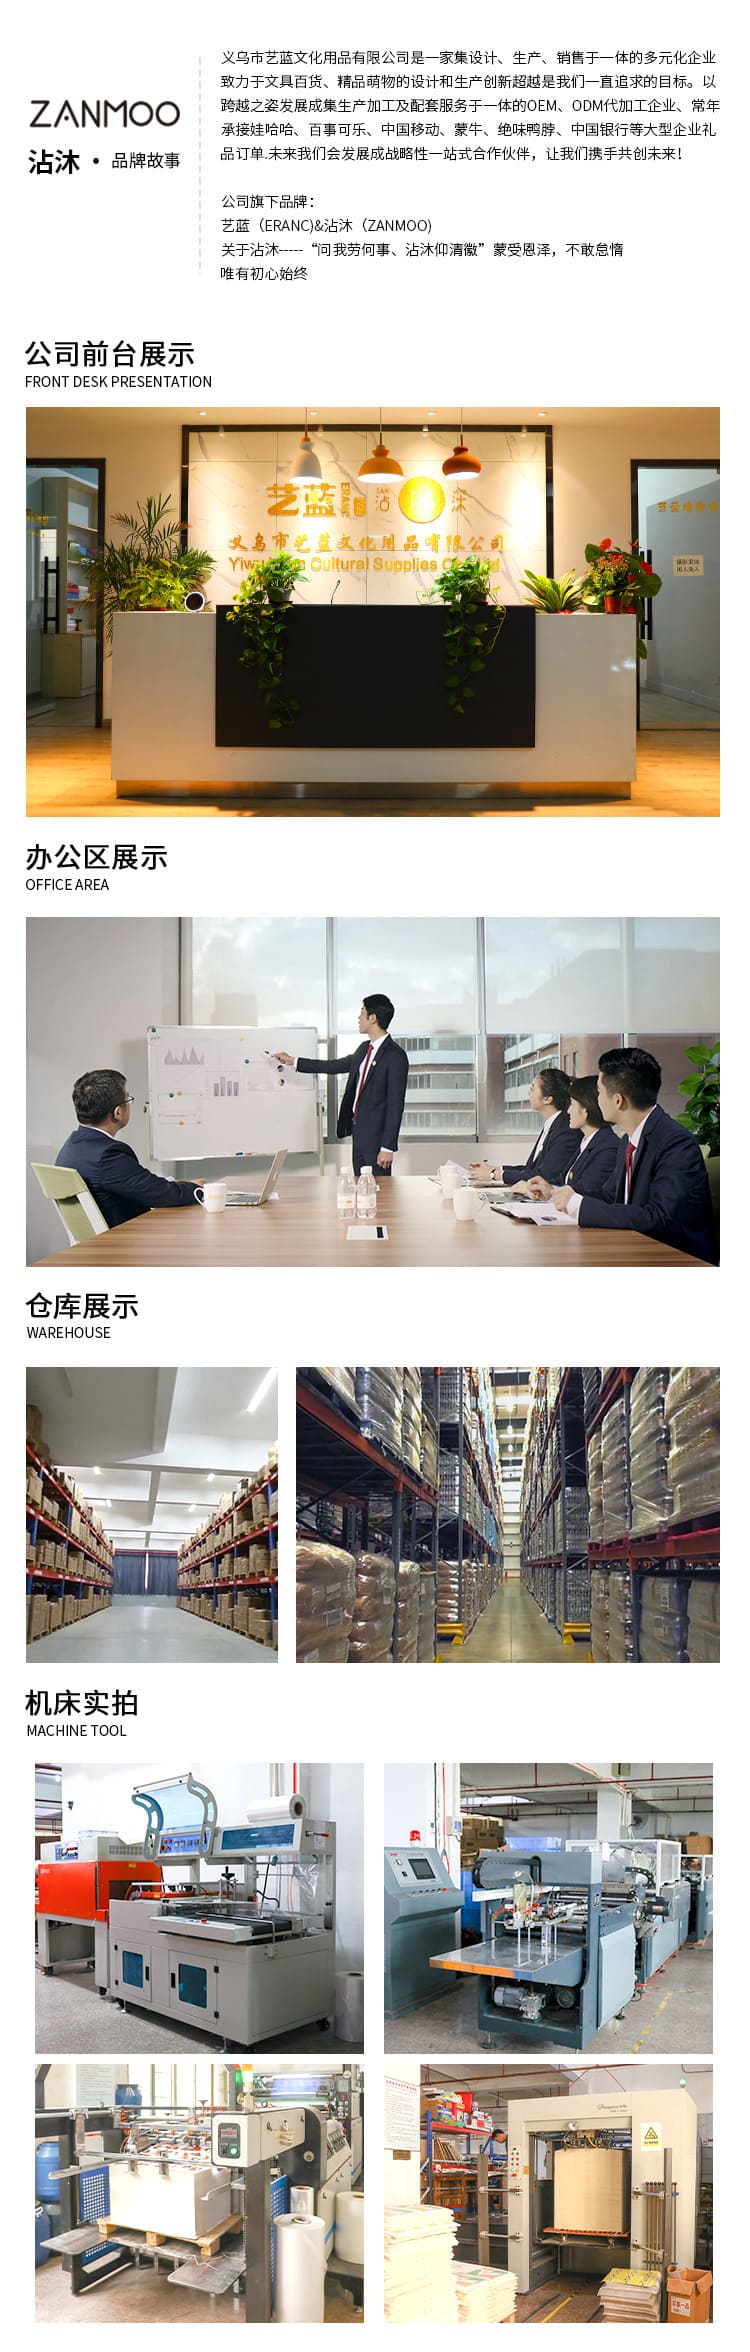 ZANMOO
沾沐 • 品牌故事
义乌市艺蓝文化用品有限公司是一家集设计、生产、销售于一体的多元化企业
致力于文具百货、精品萌物的设计和生产创新超越是我们一直追求的目标。以
跨越之姿发展成集生产加工及配套服务于一体的OEM、ODM代加工企业、常年
承接娃哈哈、百事可乐、中国移动、蒙牛、绝味鸭脖、中国银行等大型企业礼
品订单.未来我们会发展成战略性一站式合作伙伴，让我们携手共创未来！
公司旗下品牌：
艺蓝（ERANC)&沾沐（ZANMOO)
关于沾沐-----“问我劳何事、沾沐仰清徽”蒙受恩泽，不敢怠惰
唯有初心始终
公司前台展示
FRONT DESK PRESENTATION
艺蓝
ERANC
ZAN
沾
沐
义乌市艺蓝文化用品有限公司
Cultural Supplies
办公区展示
OFFICE AREA
仓库展示
WAREHOUSE
机床实拍
MACHINE TOOL